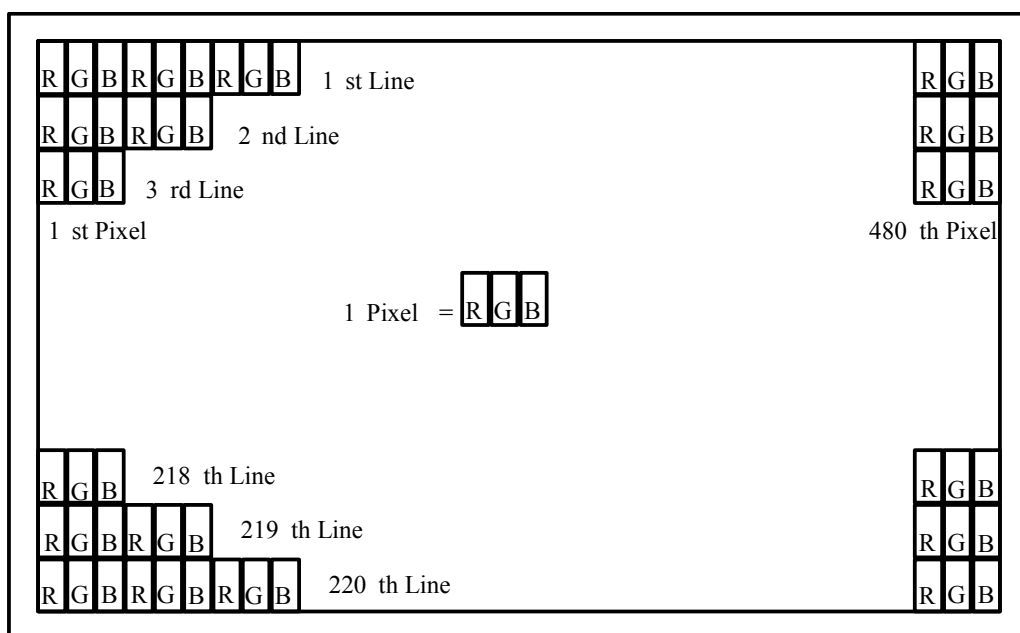 R G B R G B R G B 1 st Line R G B
R G B R G B 2 nd Line R G B
R G B 3 rd Line R G B
1 st Pixel 480 th Pixel
1 Pixel = R G B
R G B 218 th Line R G B
R G B R G B 219 th Line R G B
R G B R G B R G B 220 th Line R G B